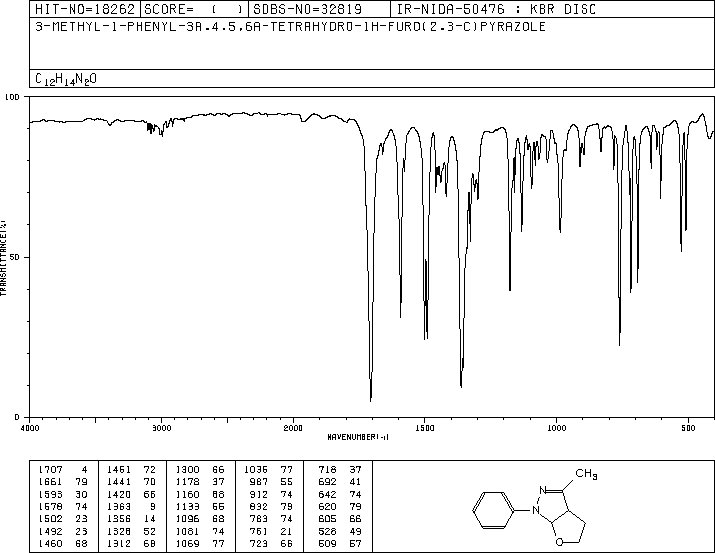 HIT-NO=18262 SCORE= ( ) SDBS-NO=32819 IR-NIDA-50476 : KBR DISC
3-METHYL-1-PHENYL-3A,4,5,6A-TETRAHYDRO-1H-FURO(2,3-C)PYRAZOLE
C12H14N2O
100
50
0
TRANSMITTANCE(%)
4000 3000 2000 1500 1000 500
WAVENUMBER(-1)
1707 4 1451 72 1300 66 1036 77 718 37
1661 79 1441 70 1178 37 987 55 692 41
1593 30 1420 66 1160 68 912 74 642 74
1578 74 1363 9 1133 55 832 79 620 79
1502 23 1356 14 1096 68 783 74 605 66
1492 23 1328 52 1081 74 761 21 528 49
1460 68 1312 68 1069 77 723 66 509 57
CH3
N
N
O